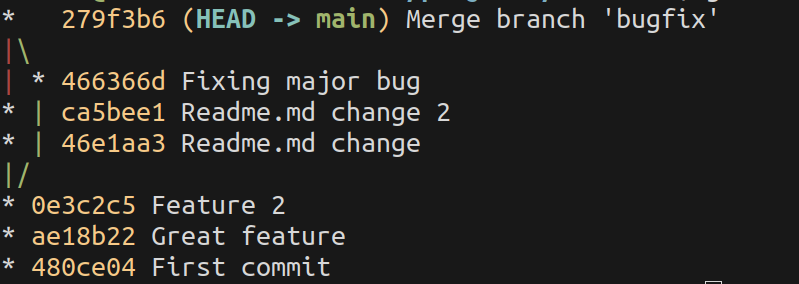 *   279f3b6 (HEAD -> main) Merge branch 'bugfix'
|\
| * 466366d Fixing major bug
* | ca5bee1 Readme.md change 2
* | 46e1aa3 Readme.md change
|/
* 0e3c2c5 Feature 2
* ae18b22 Great feature
* 480ce04 First commit